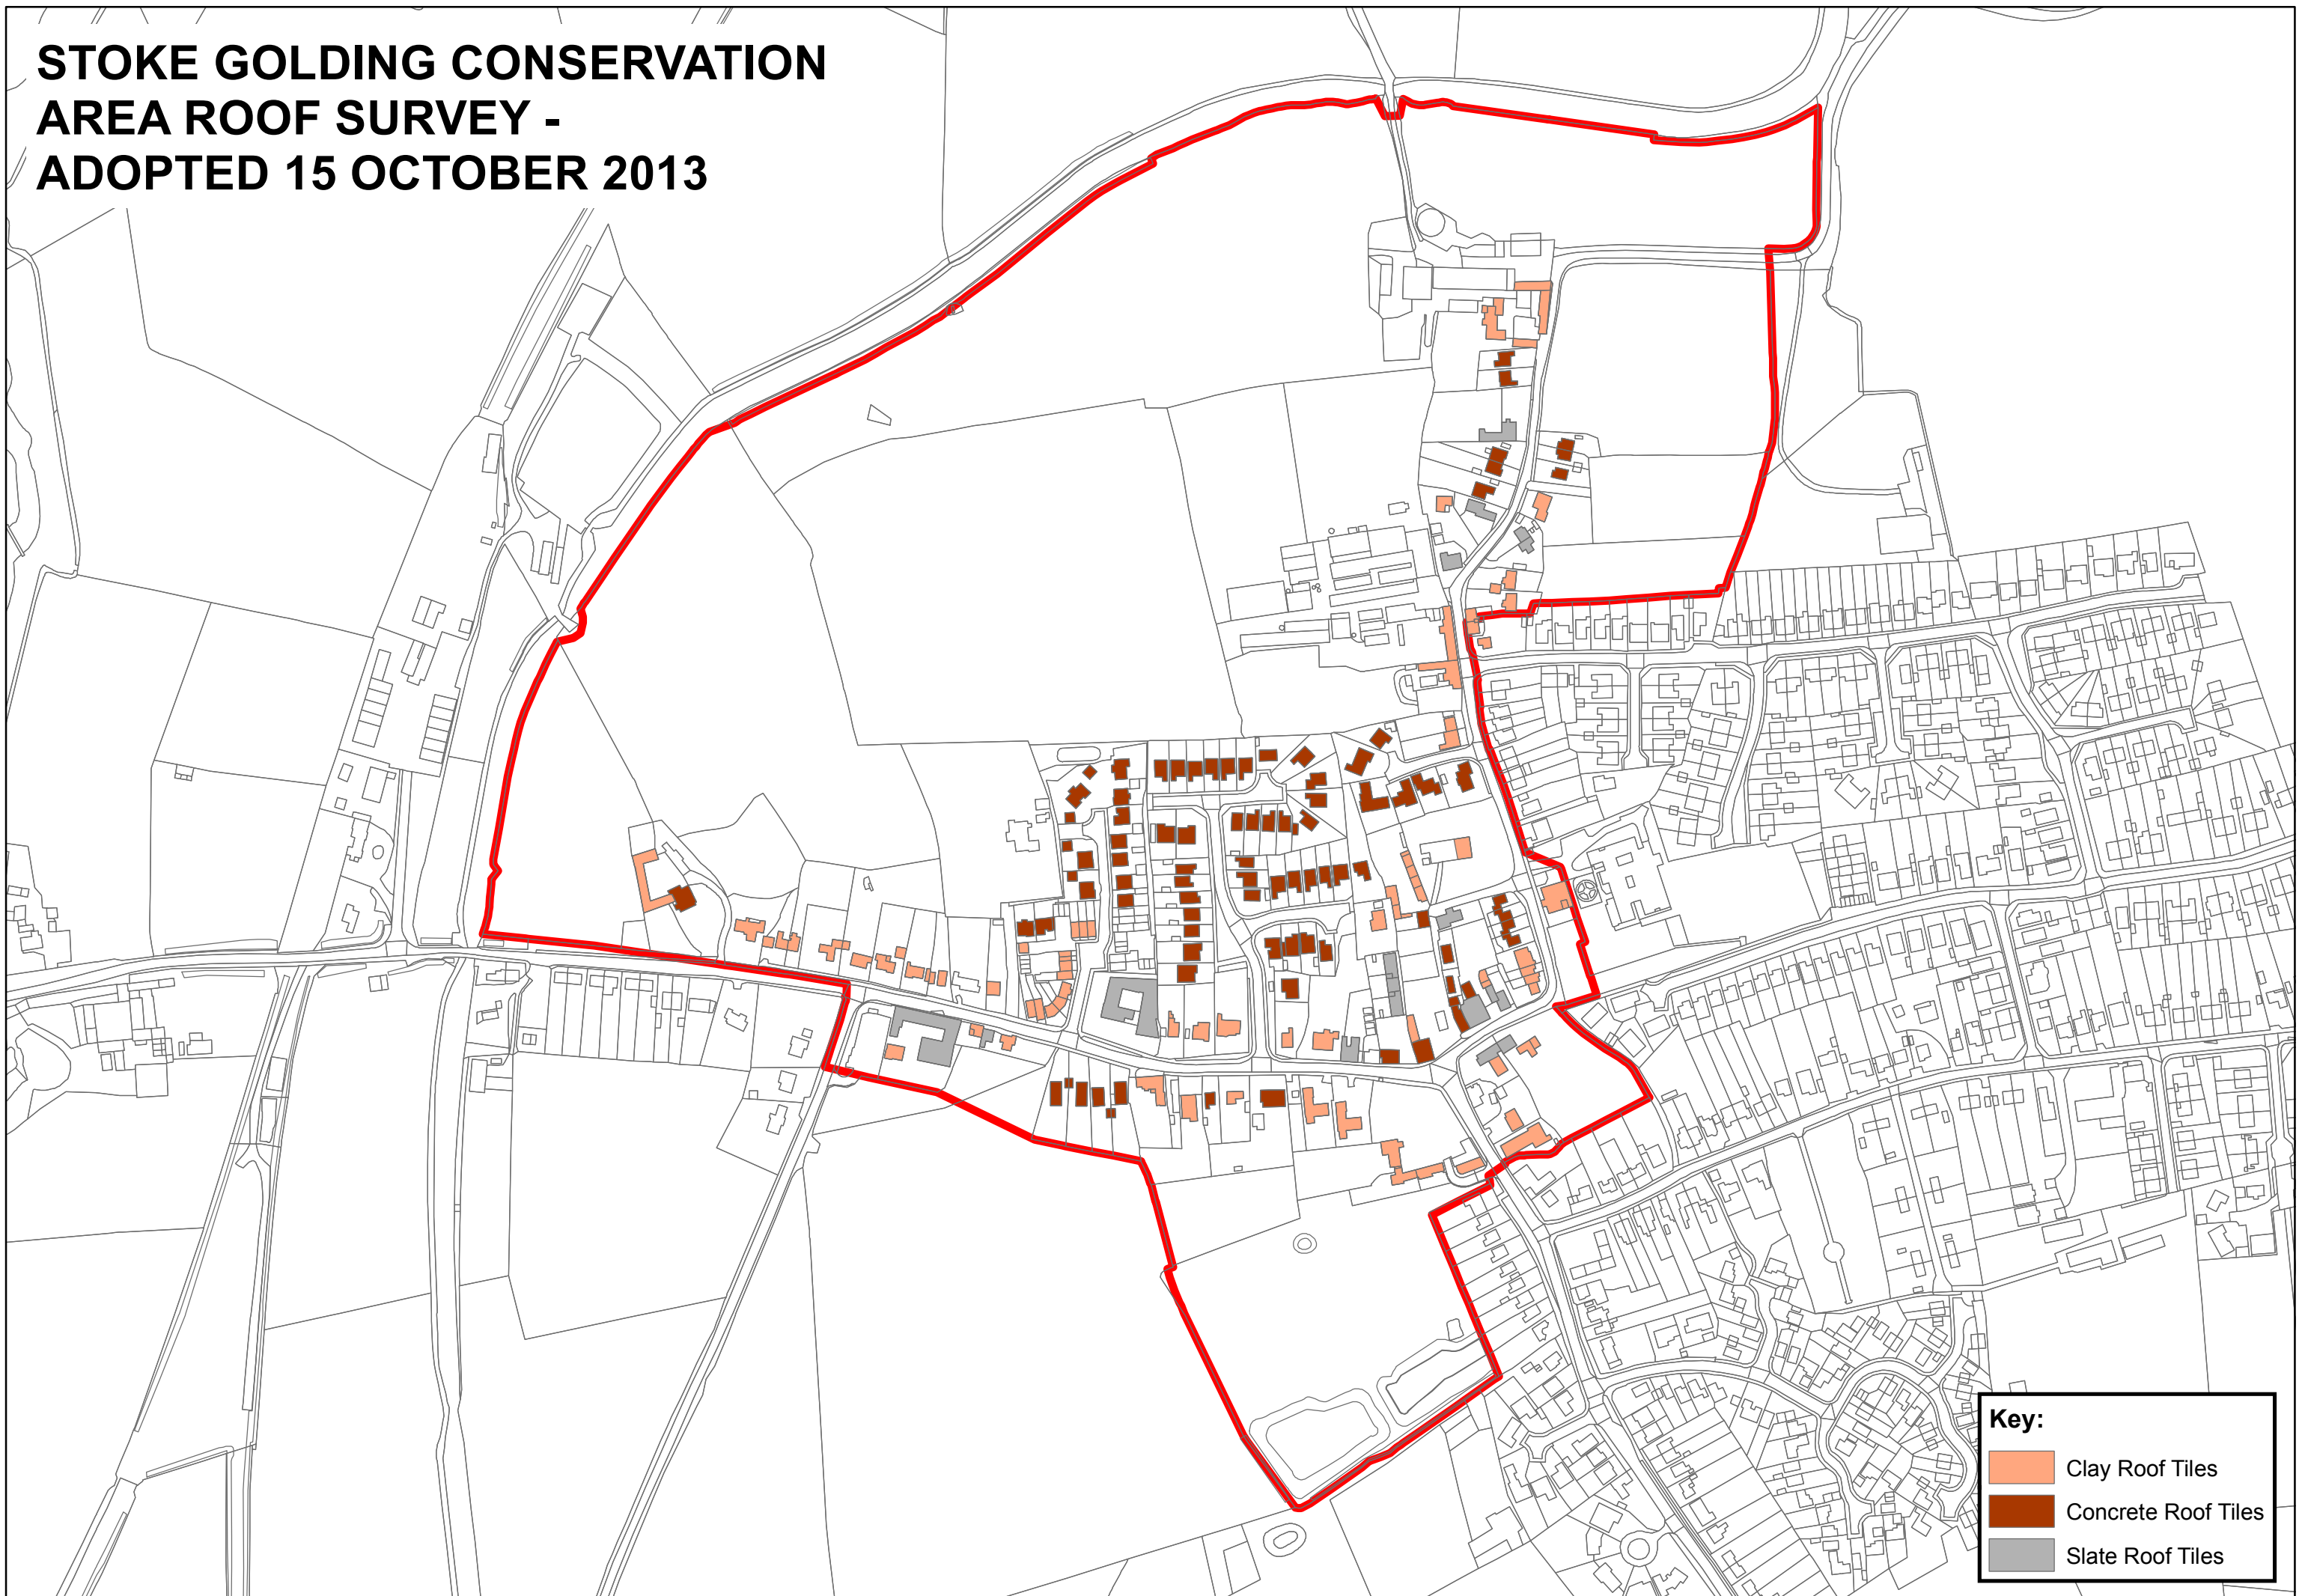 STOKE GOLDING CONSERVATION
AREA ROOF SURVEY -
ADOPTED 15 OCTOBER 2013
Key:
Clay Roof Tiles
Concrete Roof Tiles
Slate Roof Tiles